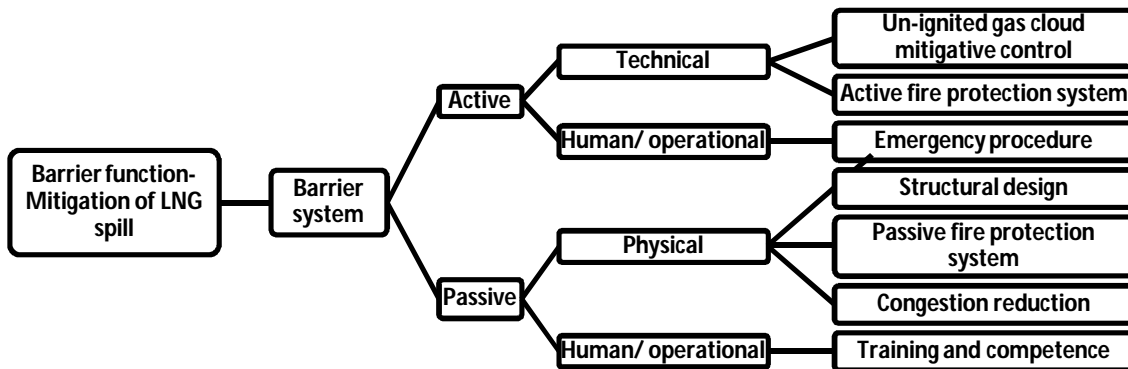 Barrier function-
Mitigation of LNG
spill
Barrier
system
Active
Technical
Un-ignited gas cloud
mitigative control
Active fire protection system
Human/ operational
Emergency procedure
Passive
Physical
Structural design
Passive fire protection
system
Congestion reduction
Human/ operational
Training and competence